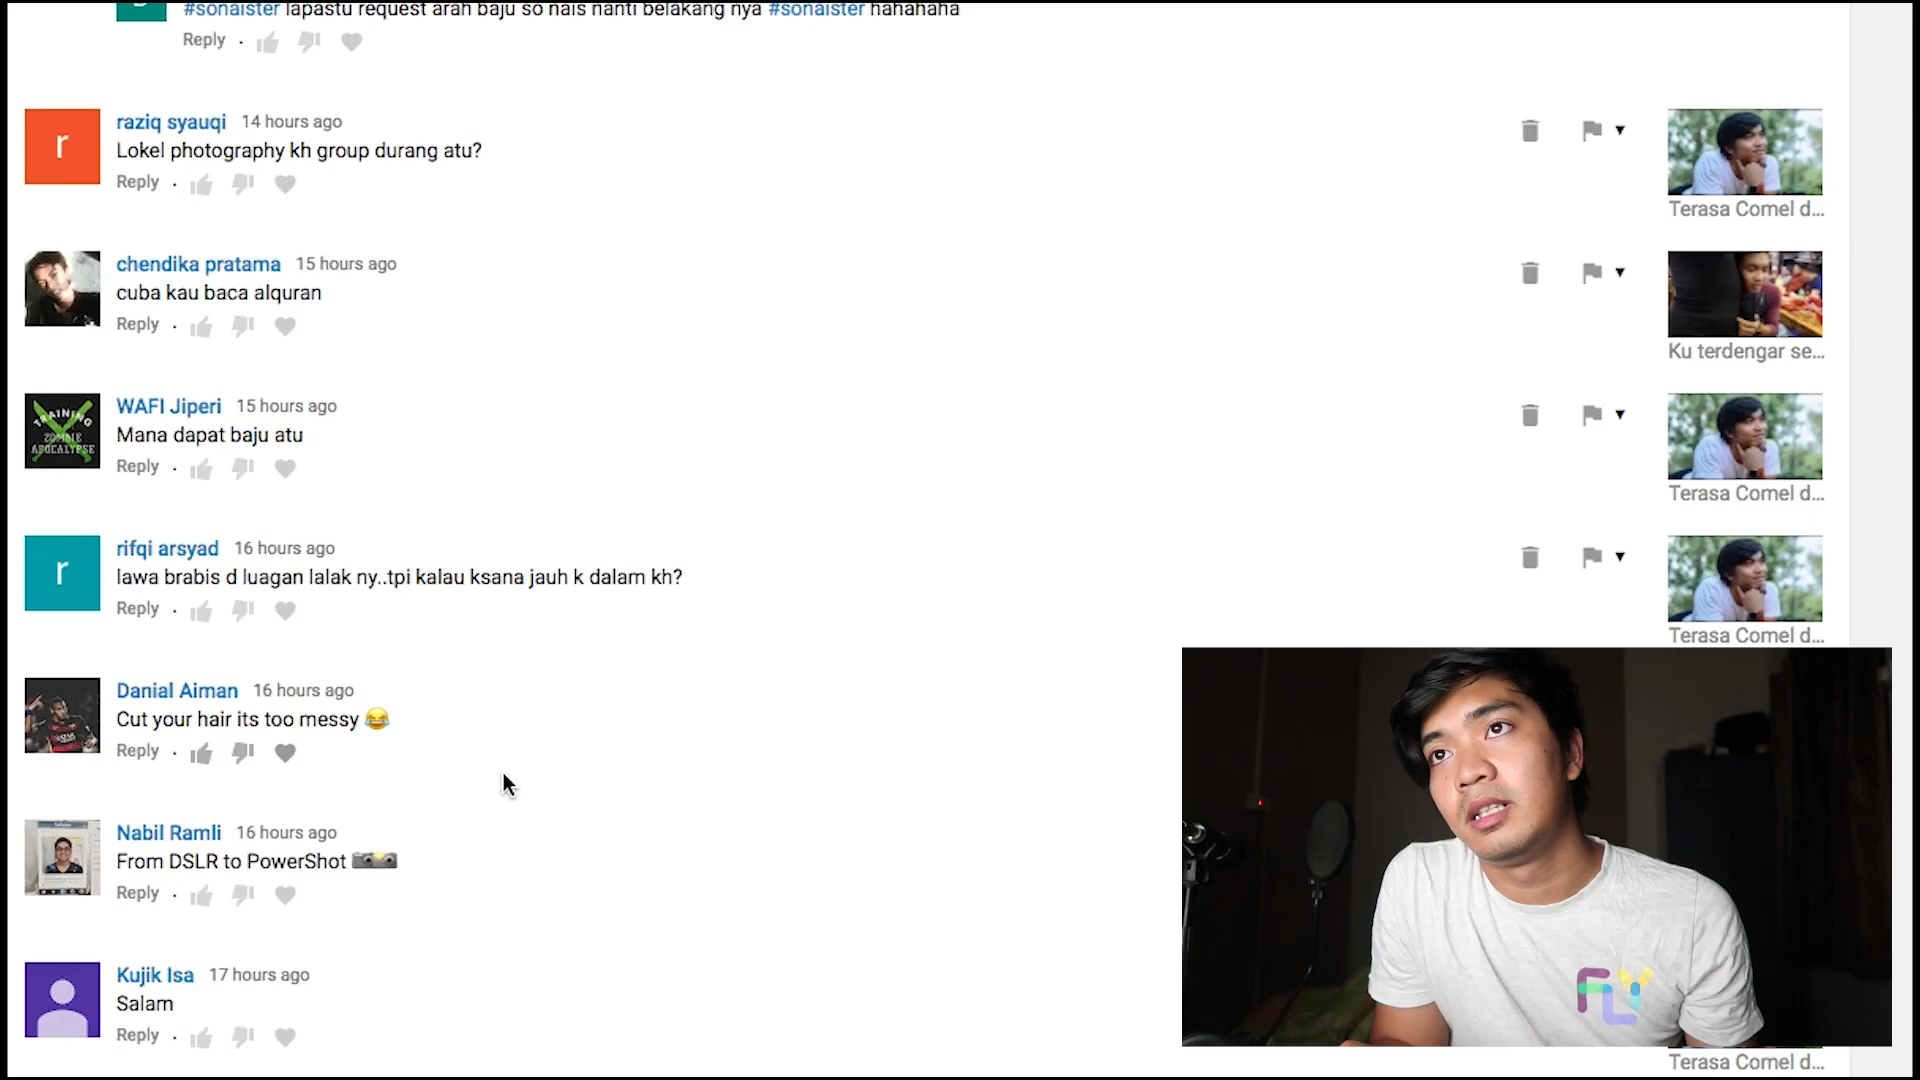 #sonaister lapastu request arah baju so nais nanti belakang nya #sonaister hahahaha
Reply
r
raziq syauqi 14 hours ago
Lokel photography kh group durang atu?
Reply
Terasa Comel d...
chendika pratama 15 hours ago
cuba kau baca alquran
Reply
Ku terdengar se...
TRAINING
ZOMBIE
APOCALYPSE
WAFI Jiperi 15 hours ago
Mana dapat baju atu
Reply
Terasa Comel d...
r
rifqi arsyad 16 hours ago
lawa brabis d luagan lalak ny..tpi kalau ksana jauh k dalam kh?
Reply
Terasa Comel d...
Danial Aiman 16 hours ago
Cut your hair its too messy 😂
Reply
Nabil Ramli 16 hours ago
From DSLR to PowerShot
Reply
Kujik Isa 17 hours ago
Salam
Reply
FLY
Terasa Comel d...